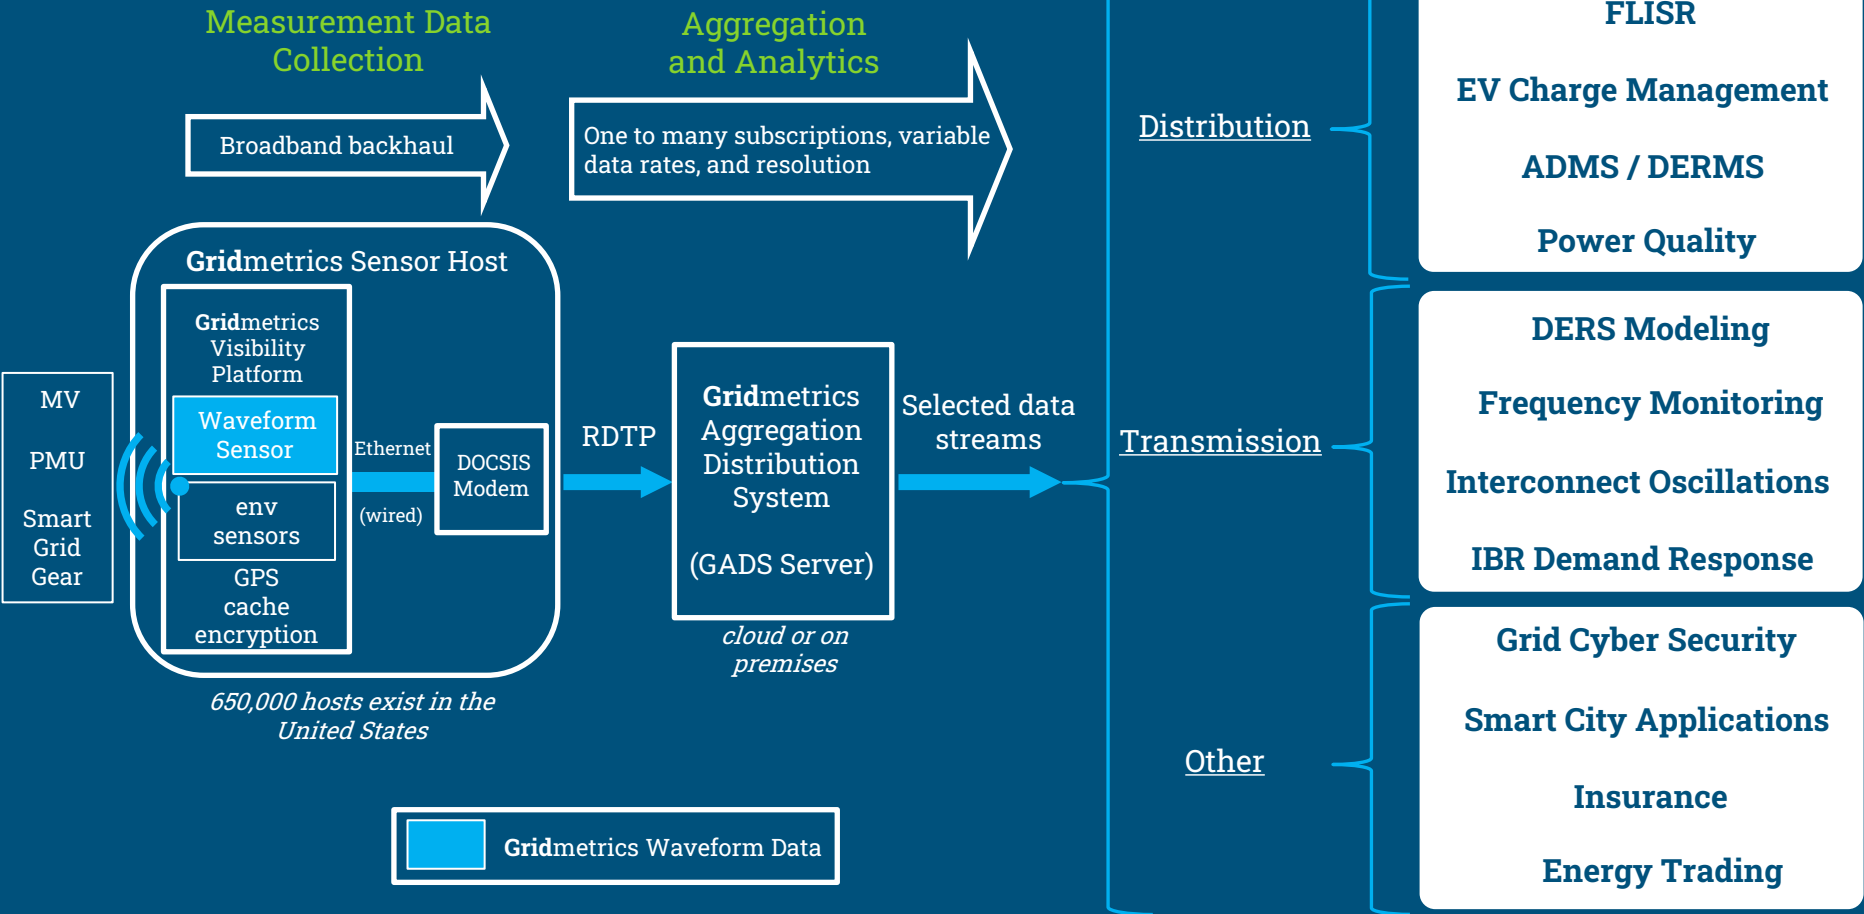 Measurement Data
Collection
Aggregation
and Analytics
Broadband backhaul
One to many subscriptions, variable
data rates, and resolution
Gridmetrics Sensor Host
Gridmetrics
Visibility
Platform
Waveform
Sensor
env
sensors
GPS
cache
encryption
MV
PMU
Smart
Grid
Gear
Ethernet
(wired)
DOCSIS
Modem
650,000 hosts exist in the
United States
RDTP
Gridmetrics
Aggregation
Distribution
System
(GADS Server)
cloud or on
premises
Selected data
streams
Distribution
FLISR
EV Charge Management
ADMS / DERMS
Power Quality
Transmission
DERS Modeling
Frequency Monitoring
Interconnect Oscillations
IBR Demand Response
Other
Grid Cyber Security
Smart City Applications
Insurance
Energy Trading
Gridmetrics Waveform Data